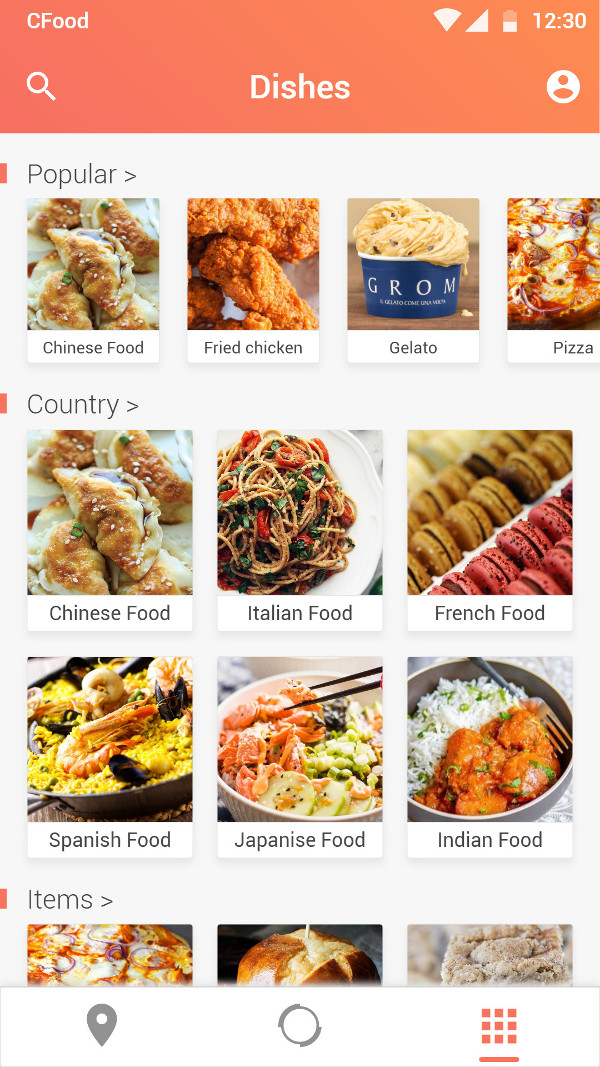 CFood 12:30
Dishes
Popular >
Chinese Food Fried chicken Gelato Pizza
GROM
IL GELATO COME UNA VOLTA
Country >
Chinese Food Italian Food French Food
Spanish Food Japanise Food Indian Food
Items >